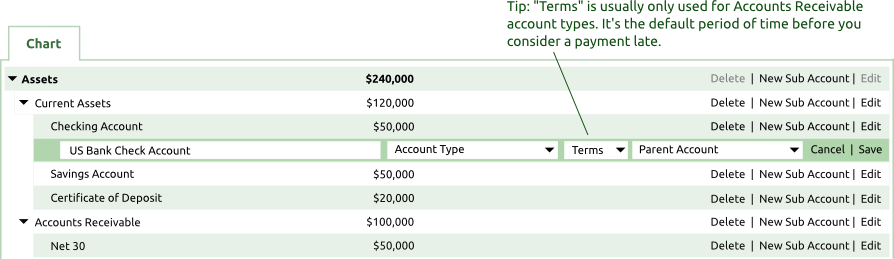 Tip: "Terms" is usually only used for Accounts Receivable
account types. It's the default period of time before you
consider a payment late.
Chart
Assets $240,000 Delete | New Sub Account | Edit
Current Assets $120,000 Delete | New Sub Account | Edit
Checking Account $50,000 Delete | New Sub Account | Edit
US Bank Check Account Account Type Terms Parent Account Cancel | Save
Savings Account $50,000 Delete | New Sub Account | Edit
Certificate of Deposit $20,000 Delete | New Sub Account | Edit
Accounts Receivable $100,000 Delete | New Sub Account | Edit
Net 30 $50,000 Delete | New Sub Account | Edit